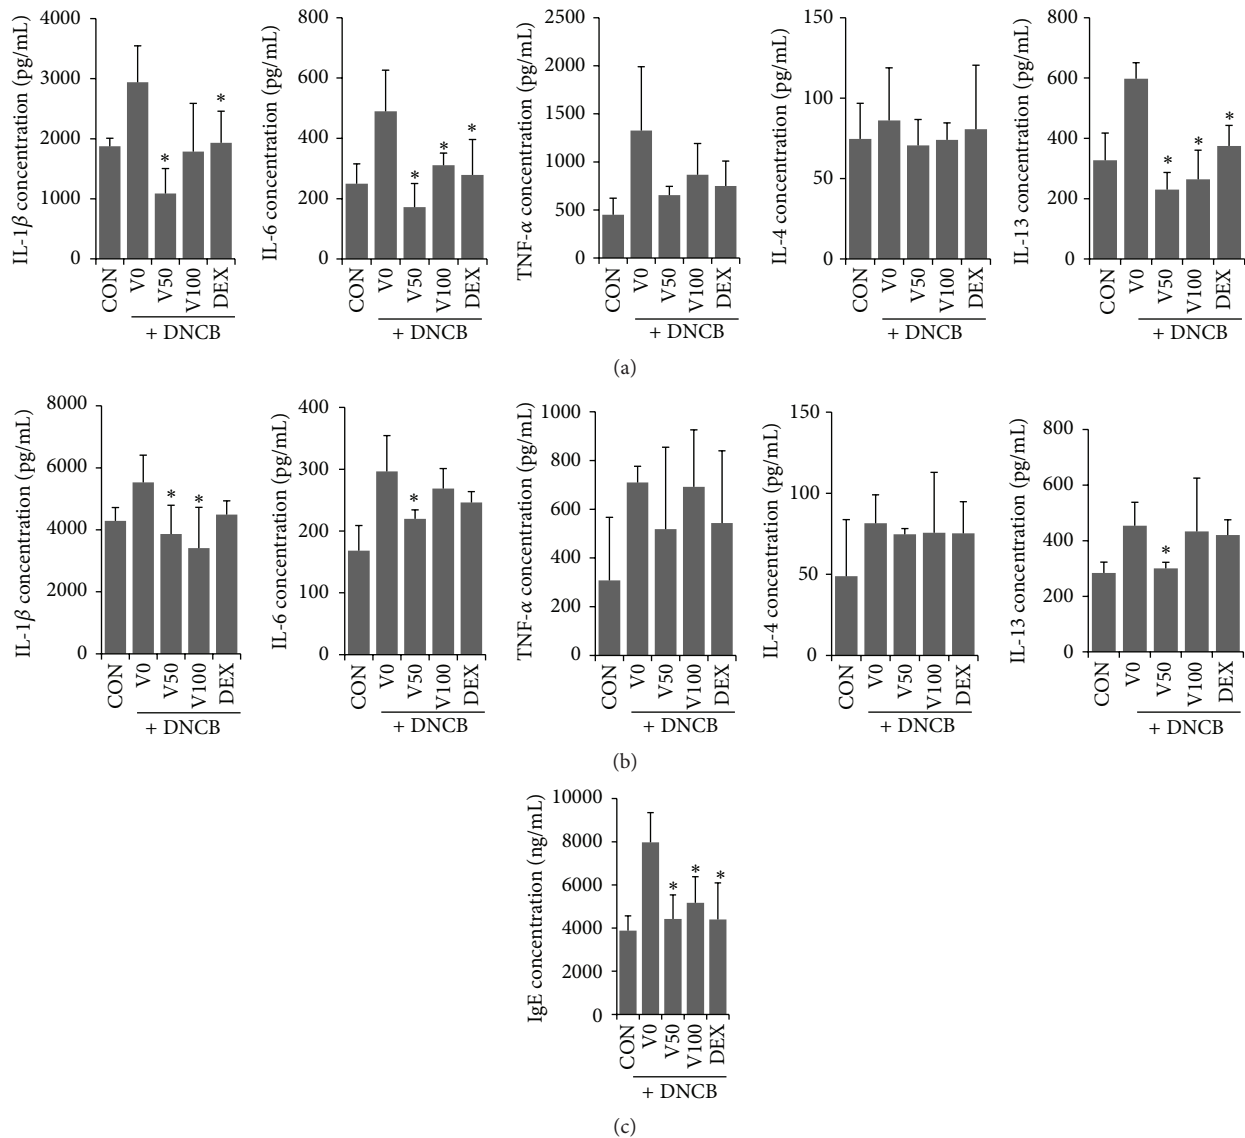 IL-1β concentration (pg/mL)
4000
3000
2000
1000
0
*
*
CON
V0
V50
V100
DEX
+ DNCB
IL-6 concentration (pg/mL)
800
600
400
200
0
*
*
*
CON
V0
V50
V100
DEX
+ DNCB
TNF-α concentration (pg/mL)
2500
2000
1500
1000
500
0
CON
V0
V50
V100
DEX
+ DNCB
IL-4 concentration (pg/mL)
150
100
50
0
CON
V0
V50
V100
DEX
+ DNCB
IL-13 concentration (pg/mL)
800
600
400
200
0
*
*
*
CON
V0
V50
V100
DEX
+ DNCB
(a)
IL-1β concentration (pg/mL)
8000
6000
4000
2000
0
*
*
CON
V0
V50
V100
DEX
+ DNCB
IL-6 concentration (pg/mL)
400
300
200
100
0
*
CON
V0
V50
V100
DEX
+ DNCB
TNF-α concentration (pg/mL)
1000
800
600
400
200
0
CON
V0
V50
V100
DEX
+ DNCB
IL-4 concentration (pg/mL)
150
100
50
0
CON
V0
V50
V100
DEX
+ DNCB
IL-13 concentration (pg/mL)
800
600
400
200
0
*
CON
V0
V50
V100
DEX
+ DNCB
(b)
IgE concentration (ng/mL)
10000
8000
6000
4000
2000
0
*
*
*
CON
V0
V50
V100
DEX
+ DNCB
(c)